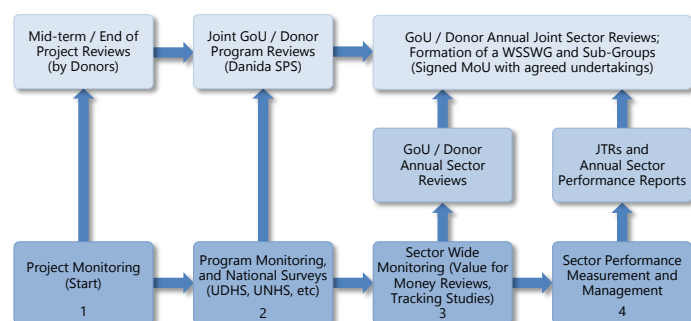 Mid-term / End of
Project Reviews
(by Donors)
Joint GoU / Donor
Program Reviews
(Danida SPS)
GoU / Donor Annual Joint Sector Reviews;
Formation of a WSSWG and Sub-Groups
(Signed MoU with agreed undertakings)
GoU / Donor
Annual Sector
Reviews
JTRs and
Annual Sector
Performance Reports
Project Monitoring
(Start)
1
Program Monitoring,
and National Surveys
(UDHS, UNHS, etc)
2
Sector Wide
Monitoring (Value for
Money Reviews,
Tracking Studies)
3
Sector Performance
Measurement and
Management
4